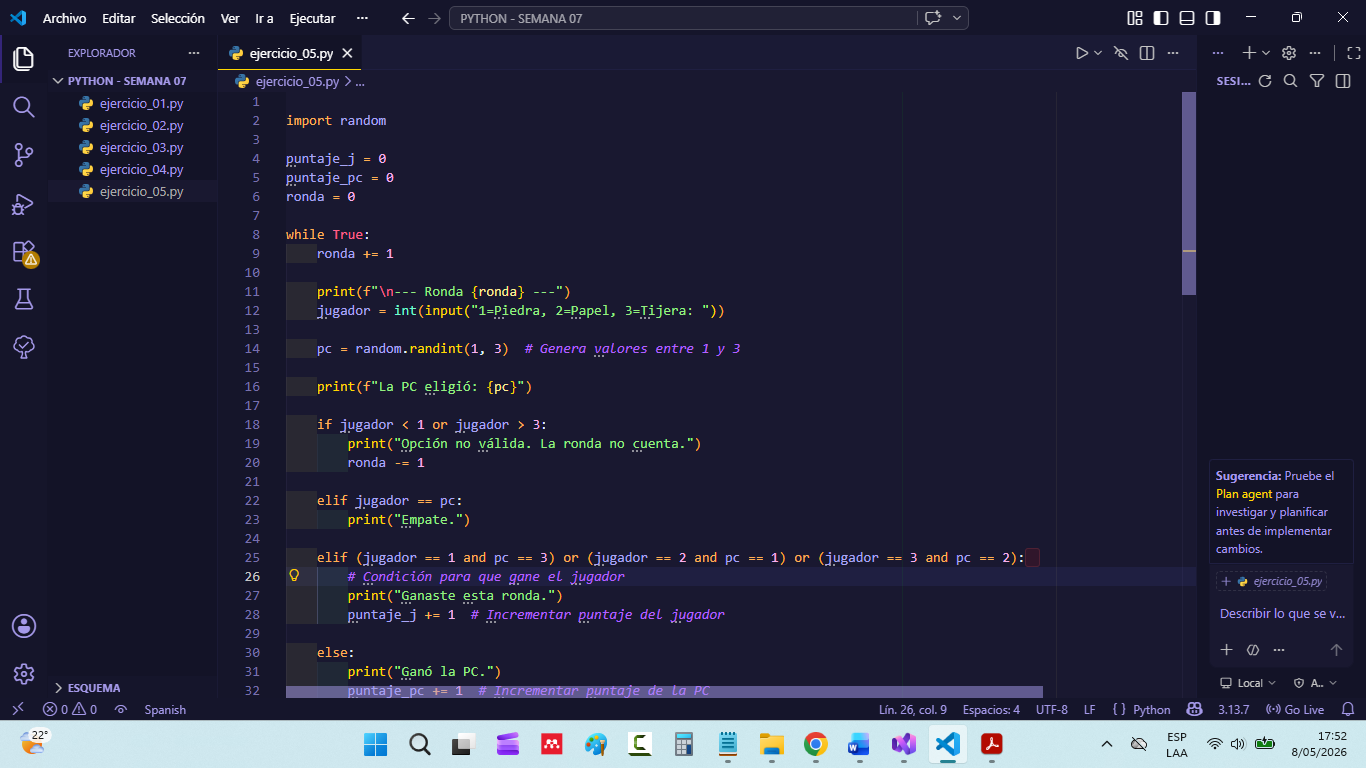 Archivo Editar Selección Ver Ir a Ejecutar ··· PYTHON - SEMANA 07
EXPLORADOR ···
PYTHON - SEMANA 07
ejercicio_01.py
ejercicio_02.py
ejercicio_03.py
ejercicio_04.py
ejercicio_05.py
ESQUEMA
ejercicio_05.py
ejercicio_05.py > ...
1
2 import random
3
4 puntaje_j = 0
5 puntaje_pc = 0
6 ronda = 0
7
8 while True:
9 ronda += 1
10
11 print(f"\n--- Ronda {ronda} ---")
12 jugador = int(input("1=Piedra, 2=Papel, 3=Tijera: "))
13
14 pc = random.randint(1, 3)  # Genera valores entre 1 y 3
15
16 print(f"La PC eligió: {pc}")
17
18 if jugador < 1 or jugador > 3:
19 print("Opción no válida. La ronda no cuenta.")
20 ronda -= 1
21
22 elif jugador == pc:
23 print("Empate.")
24
25 elif (jugador == 1 and pc == 3) or (jugador == 2 and pc == 1) or (jugador == 3 and pc == 2):
26 # Condición para que gane el jugador
27 print("Ganaste esta ronda.")
28 puntaje_j += 1  # Incrementar puntaje del jugador
29
30 else:
31 print("Ganó la PC.")
32 puntaje_pc += 1  # Incrementar puntaje de la PC
SESI...
Sugerencia: Pruebe el
Plan agent para
investigar y planificar
antes de implementar
cambios.
ejercicio_05.py
Describir lo que se v...
Local A..
0 0 Spanish Lín. 26, col. 9 Espacios: 4 UTF-8 LF { } Python 3.13.7 Go Live
22°
ESP
LAA
17:52
8/05/2026